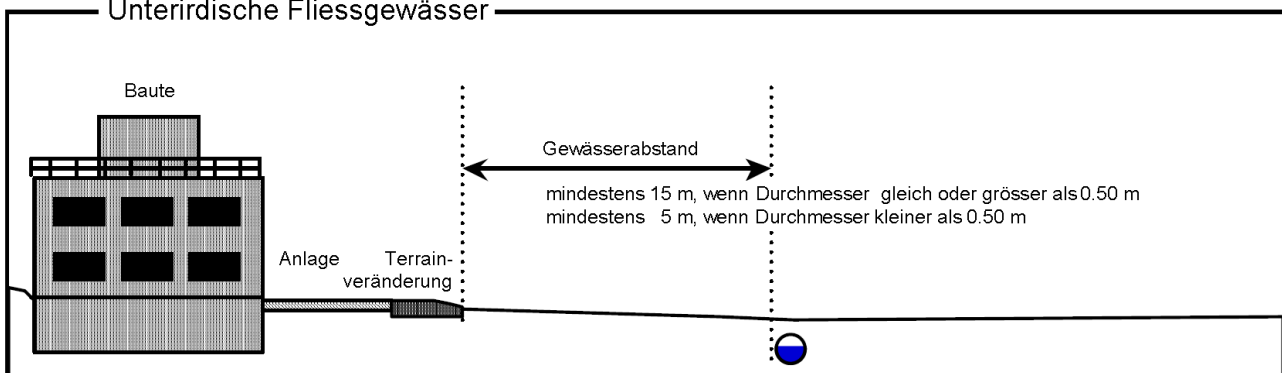 Unterirdische Fliessgewässer
Baute
Gewässerabstand
mindestens 15 m, wenn Durchmesser gleich oder grösser als 0.50 m
mindestens 5 m, wenn Durchmesser kleiner als 0.50 m
Anlage
Terrain-
veränderung